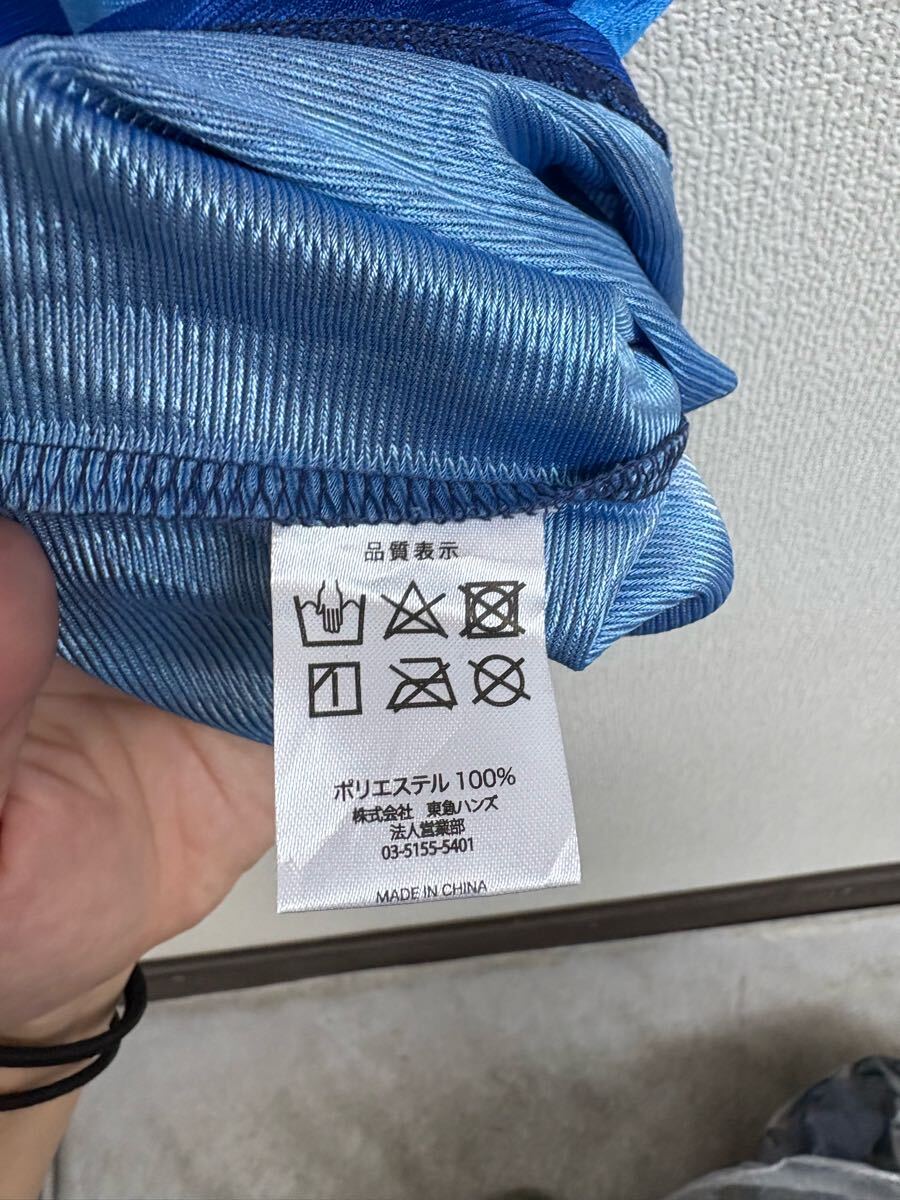 品質表示
ポリエステル 100%
株式会社 東急ハンズ
法人営業部
03-5155-5401
MADE IN CHINA